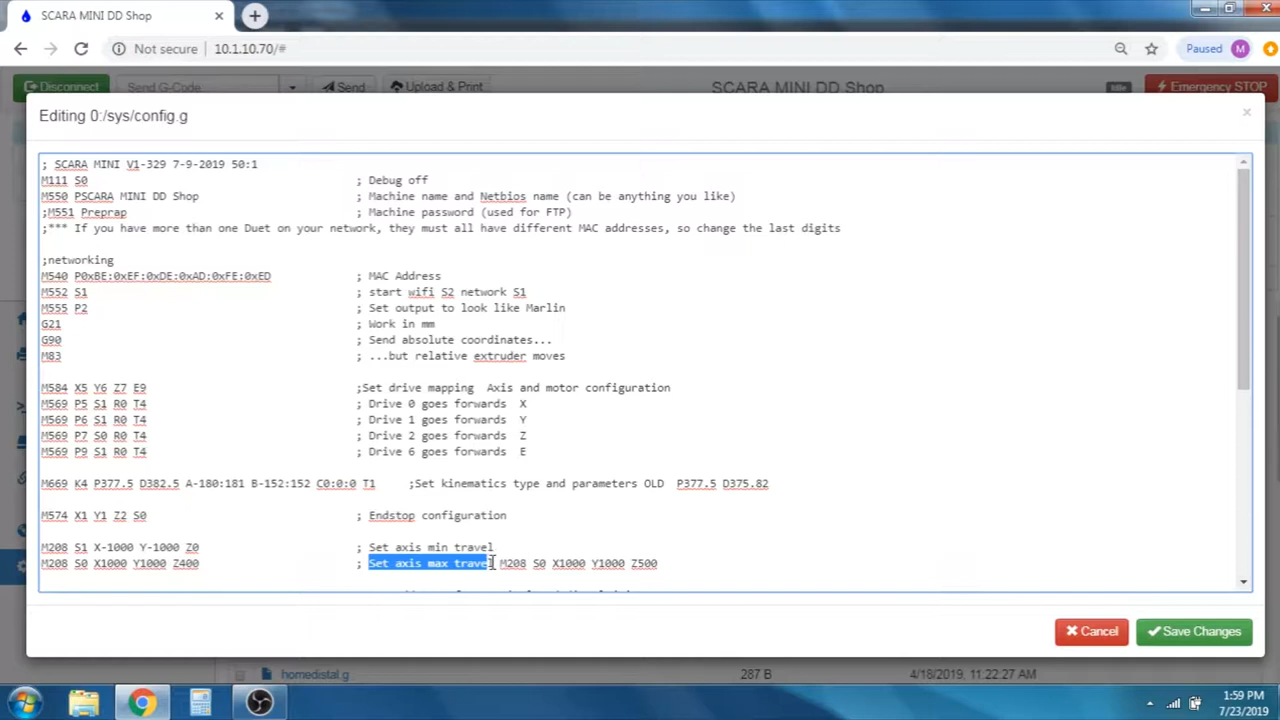 SCARA MINI DD Shop
Not secure
10.1.10.70/#
Paused
M
Disconnect
Send G-Code
Send
Upload & Print
SCARA MINI DD Shop
Idle
Emergency STOP
Editing 0:/sys/config.g
; SCARA MINI V1-329 7-9-2019 50:1
M111 S0 ; Debug off
M550 PSCARA MINI DD Shop ; Machine name and Netbios name (can be anything you like)
;M551 Preprap ; Machine password (used for FTP)
;*** If you have more than one Duet on your network, they must all have different MAC addresses, so change the last digits
;networking
M540 P0xBE:0xEF:0xDE:0xAD:0xFE:0xED ; MAC Address
M552 S1 ; start wifi S2 network S1
M555 P2 ; Set output to look like Marlin
G21 ; Work in mm
G90 ; Send absolute coordinates...
M83 ; ...but relative extruder moves
M584 X5 Y6 Z7 E9 ;Set drive mapping Axis and motor configuration
M569 P5 S1 R0 T4 ; Drive 0 goes forwards X
M569 P6 S1 R0 T4 ; Drive 1 goes forwards Y
M569 P7 S0 R0 T4 ; Drive 2 goes forwards Z
M569 P9 S1 R0 T4 ; Drive 6 goes forwards E
M669 K4 P377.5 D382.5 A-180:181 B-152:152 C0:0:0 T1 ;Set kinematics type and parameters OLD P377.5 D375.82
M574 X1 Y1 Z2 S0 ; Endstop configuration
M208 S1 X-1000 Y-1000 Z0 ; Set axis min travel
M208 S0 X1000 Y1000 Z400 ; Set axis max travel M208 S0 X1000 Y1000 Z500
Cancel
Save Changes
homedistal.g
287 B
4/18/2019, 11:22:27 AM
1:59 PM
7/23/2019